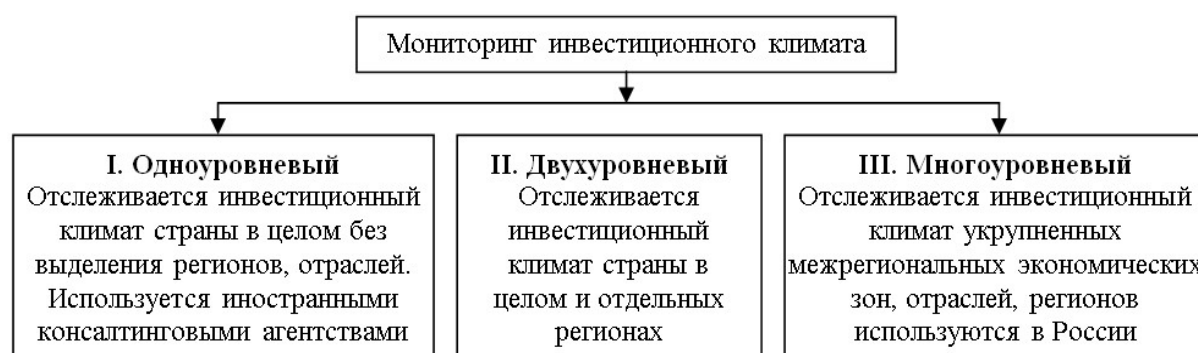 Мониторинг инвестиционного климата
I. Одноуровневый
Отслеживается инвестиционный
климат страны в целом без
выделения регионов, отраслей.
Используется иностранными
консалтинговыми агентствами
II. Двухуровневый
Отслеживается
инвестиционный
климат страны в
целом и отдельных
регионах
III. Многоуровневый
Отслеживается инвестиционный
климат укрупненных
межрегиональных экономических
зон, отраслей, регионов
используются в России